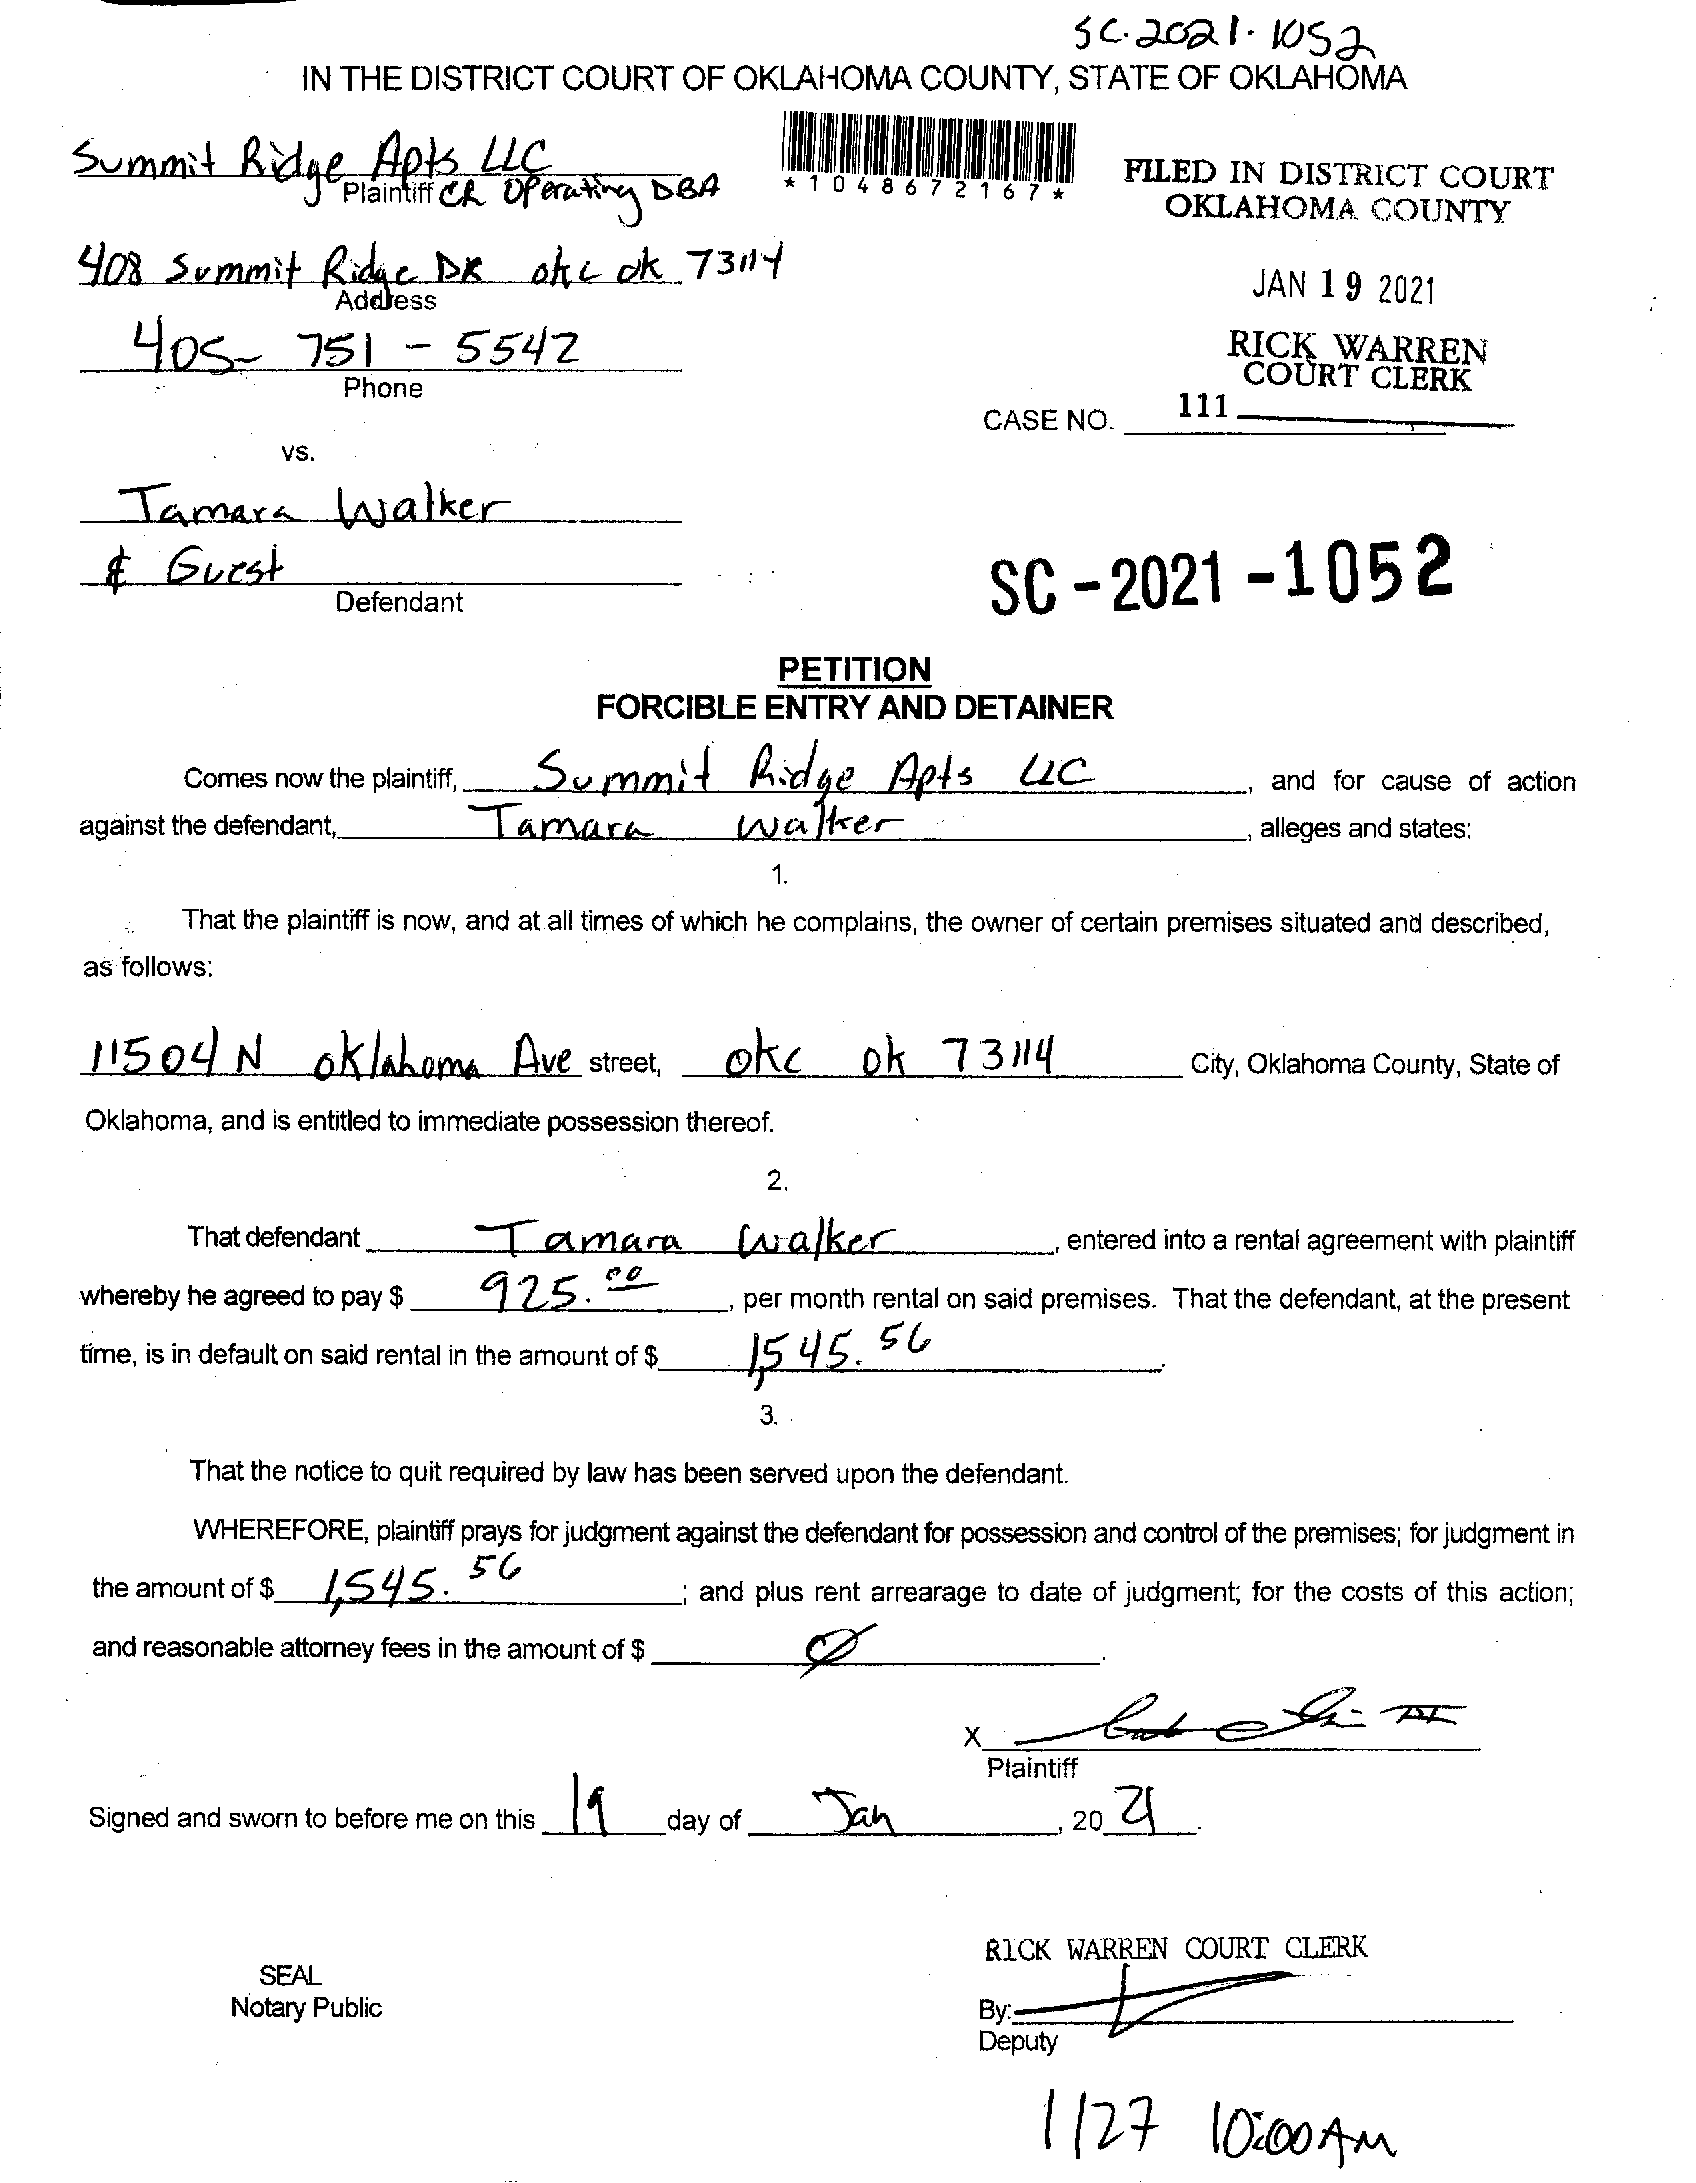 SC-2021-1052
IN THE DISTRICT COURT OF OKLAHOMA COUNTY, STATE OF OKLAHOMA
Summit Ridge Apts LLC
Plaintiff CR Operating DBA
*1048672167*
FILED IN DISTRICT COURT
OKLAHOMA COUNTY
408 Summit Ridge DR okc ok 73114
Address
JAN 19 2021
405- 751 - 5542
Phone
RICK WARREN
COURT CLERK
CASE NO. 111
vs.
Tamara Walker
& Guest
Defendant
SC - 2021 - 1052
PETITION
FORCIBLE ENTRY AND DETAINER
Comes now the plaintiff, Summit Ridge Apts LLC, and for cause of action
against the defendant, Tamara Walker, alleges and states:
1.
That the plaintiff is now, and at all times of which he complains, the owner of certain premises situated and described,
as follows:
11504 N oklahoma Ave street, okc ok 73114 City, Oklahoma County, State of
Oklahoma, and is entitled to immediate possession thereof.
2.
That defendant Tamara Walker, entered into a rental agreement with plaintiff
whereby he agreed to pay $ 925.00, per month rental on said premises. That the defendant, at the present
time, is in default on said rental in the amount of $ 1,545.56.
3.
That the notice to quit required by law has been served upon the defendant.
WHEREFORE, plaintiff prays for judgment against the defendant for possession and control of the premises; for judgment in
the amount of $ 1,545.56; and plus rent arrearage to date of judgment; for the costs of this action;
and reasonable attorney fees in the amount of $ Ø.
X
Plaintiff
Signed and sworn to before me on this 19 day of Jan, 20 21.
RICK WARREN COURT CLERK
SEAL
Notary Public
By:
Deputy
1/27 10:00 AM